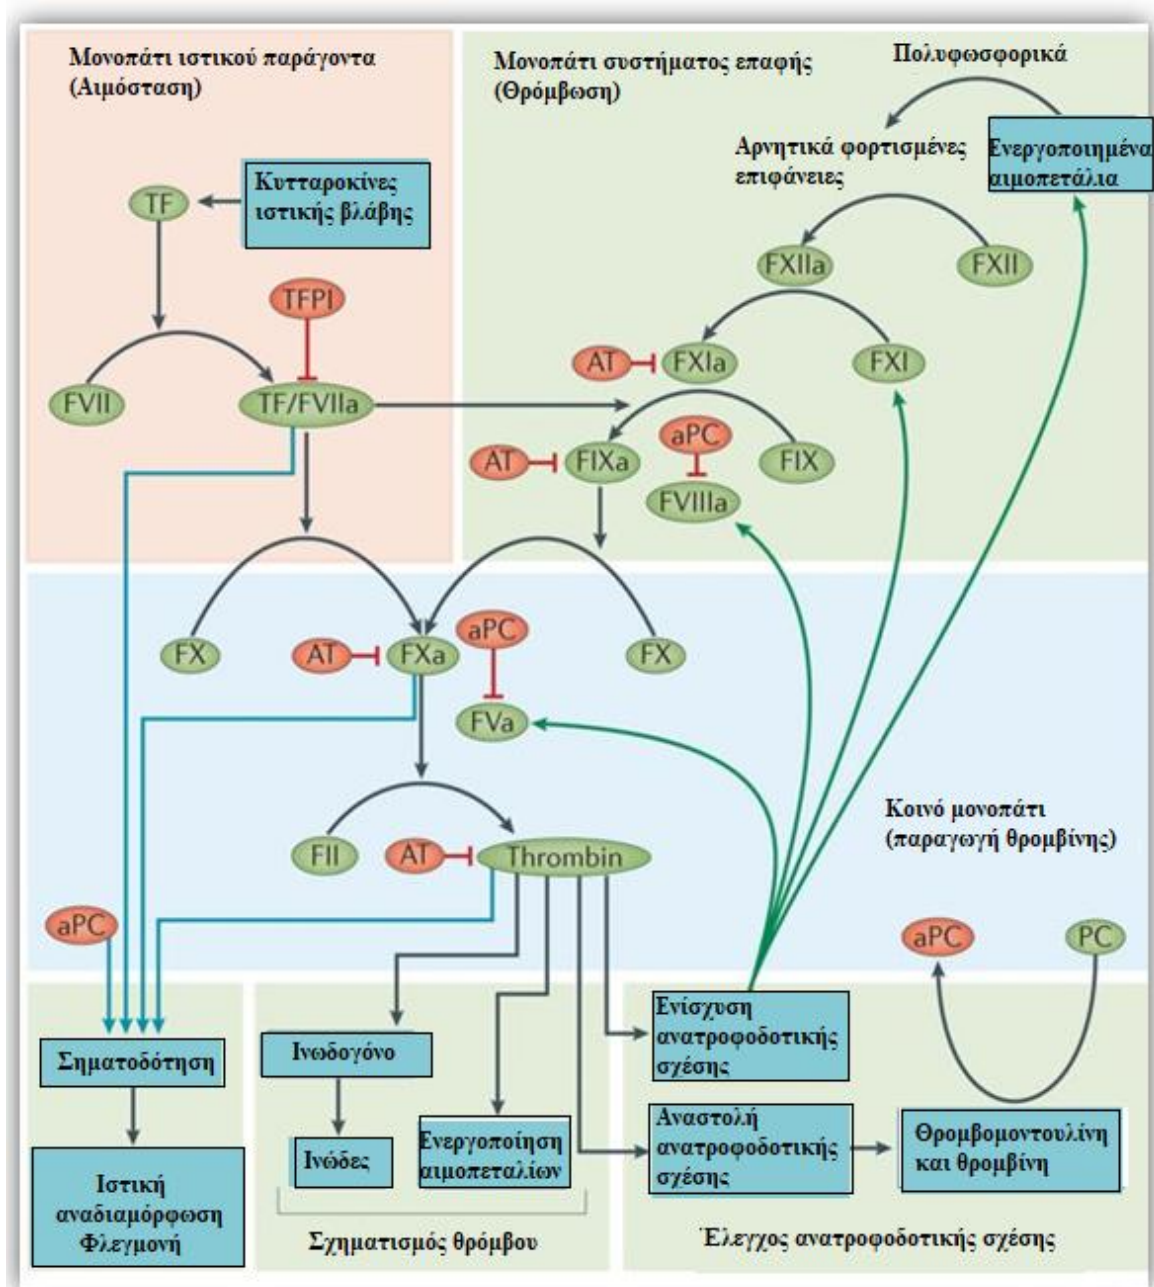 Μονοπάτι ιστικού παράγοντα
(Αιμόσταση)
Μονοπάτι συστήματος επαφής
(Θρόμβωση)
Πολυφωσφορικά
Αρνητικά φορτισμένες
επιφάνειες
Ενεργοποιημένα
αιμοπετάλια
TF
Κυτταροκίνες
ιστικής βλάβης
FXIIa
FXII
TFPI
AT
FXIa
FXI
FVII
TF/FVIIa
aPC
AT
FIXa
FIX
FVIIIa
FX
AT
FXa
aPC
FX
FVa
Κοινό μονοπάτι
(παραγωγή θρομβίνης)
FII
AT
Thrombin
aPC
aPC
PC
Σηματοδότηση
Ιστική
αναδιαμόρφωση
Φλεγμονή
Ινωδογόνο
Ινώδες
Ενεργοποίηση
αιμοπεταλίων
Σχηματισμός θρόμβου
Ενίσχυση
ανατροφοδοτικής
σχέσης
Αναστολή
ανατροφοδοτικής
σχέσης
Θρομβομοντουλίνη
και θρομβίνη
Έλεγχος ανατροφοδοτικής σχέσης